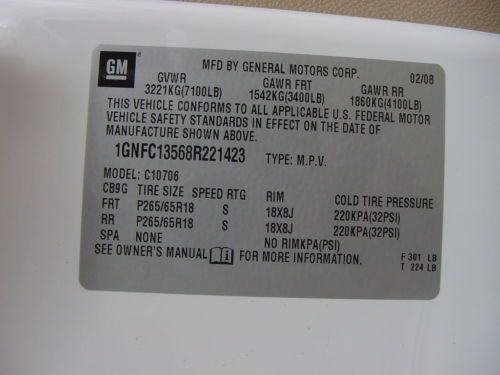 GM
MFD BY GENERAL MOTORS CORP. 02/08
GVWR GAWR FRT GAWR RR
3221KG(7100LB) 1542KG(3400LB) 1860KG(4100LB)
THIS VEHICLE CONFORMS TO ALL APPLICABLE U.S. FEDERAL MOTOR
VEHICLE SAFETY STANDARDS IN EFFECT ON THE DATE OF
MANUFACTURE SHOWN ABOVE.
1GNFC13568R221423 TYPE: M.P.V.
MODEL: C10706
CB9G TIRE SIZE SPEED RTG RIM COLD TIRE PRESSURE
FRT P265/65R18 S 18X8J 220KPA(32PSI)
RR P265/65R18 S 18X8J 220KPA(32PSI)
SPA NONE NO RIMKPA(PSI)
SEE OWNER'S MANUAL FOR MORE INFORMATION.
F 301 LB
T 224 LB